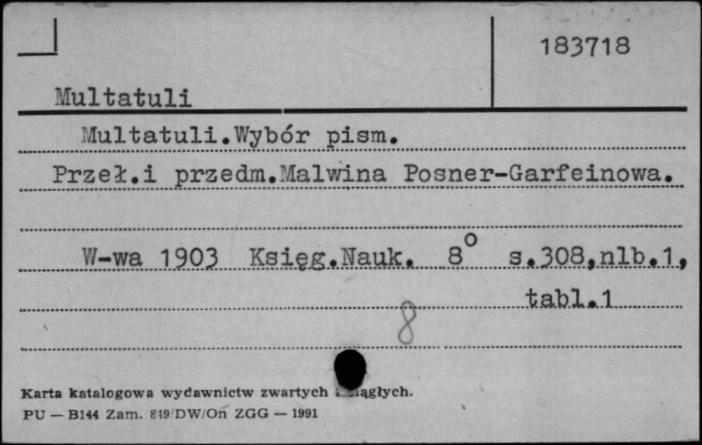 183718
Multatuli
Multatuli.Wybór pism.
Przeł.i przedm.Malwina Posner-Garfeinowa.
W-wa 1903 Księg.Nauk. 8° s.308,nlb.1,
tabl.1
8
Karta katalogowa wydawnictw zwartych i ciągłych.
PU — B144 Zam. 849/DW/On ZGG — 1991